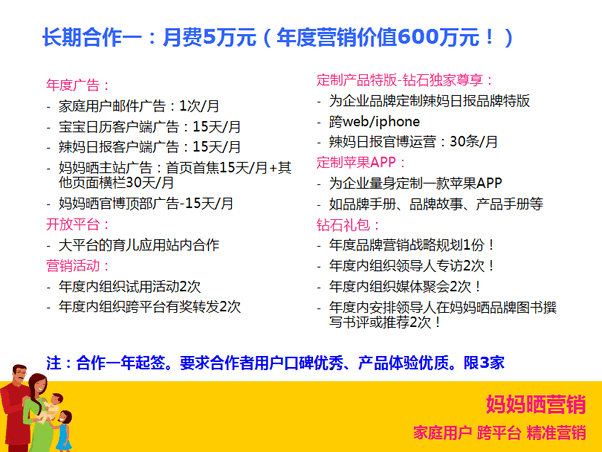 长期合作一：月费5万元（年度营销价值600万元！）
年度广告：
- 家庭用户邮件广告：1次/月
- 宝宝日历客户端广告：15天/月
- 辣妈日报客户端广告：15天/月
- 妈妈晒主站广告：首页首焦15天/月+其
他页面横栏30天/月
- 妈妈晒官博顶部广告-15天/月
开放平台：
- 大平台的育儿应用站内合作
营销活动：
- 年度内组织试用活动2次
- 年度内组织跨平台有奖转发2次
定制产品特版-钻石独家尊享：
- 为企业品牌定制辣妈日报品牌特版
- 跨web/iphone
- 辣妈日报官博运营：30条/月
定制苹果APP：
- 为企业量身定制一款苹果APP
- 如品牌手册、品牌故事、产品手册等
钻石礼包：
- 年度品牌营销战略规划1份！
- 年度内组织领导人专访2次！
- 年度内组织媒体聚会2次！
- 年度内安排领导人在妈妈晒品牌图书撰
写书评或推荐2次！
注：合作一年起签。要求合作者用户口碑优秀、产品体验优质。限3家
妈妈晒营销
家庭用户 跨平台 精准营销